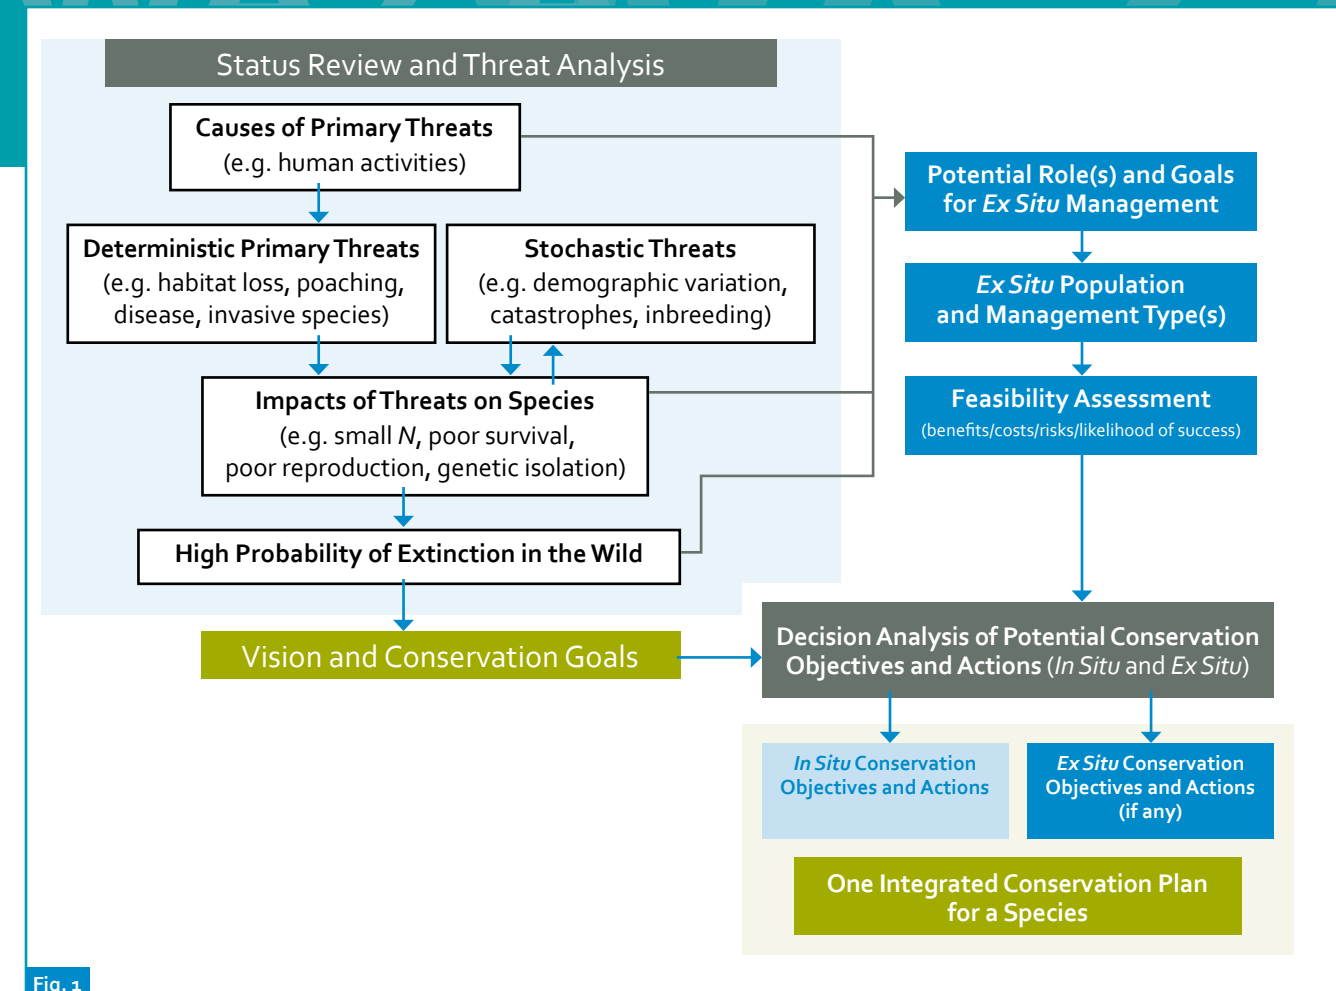 Status Review and Threat Analysis
Causes of Primary Threats
(e.g. human activities)
Deterministic Primary Threats
(e.g. habitat loss, poaching,
disease, invasive species)
Stochastic Threats
(e.g. demographic variation,
catastrophes, inbreeding)
Impacts of Threats on Species
(e.g. small N, poor survival,
poor reproduction, genetic isolation)
High Probability of Extinction in the Wild
Vision and Conservation Goals
Potential Role(s) and Goals
for Ex Situ Management
Ex Situ Population
and Management Type(s)
Feasibility Assessment
(benefits/costs/risks/likelihood of success)
Decision Analysis of Potential Conservation
Objectives and Actions (In Situ and Ex Situ)
In Situ Conservation
Objectives and Actions
Ex Situ Conservation
Objectives and Actions
(if any)
One Integrated Conservation Plan
for a Species
Fig. 1